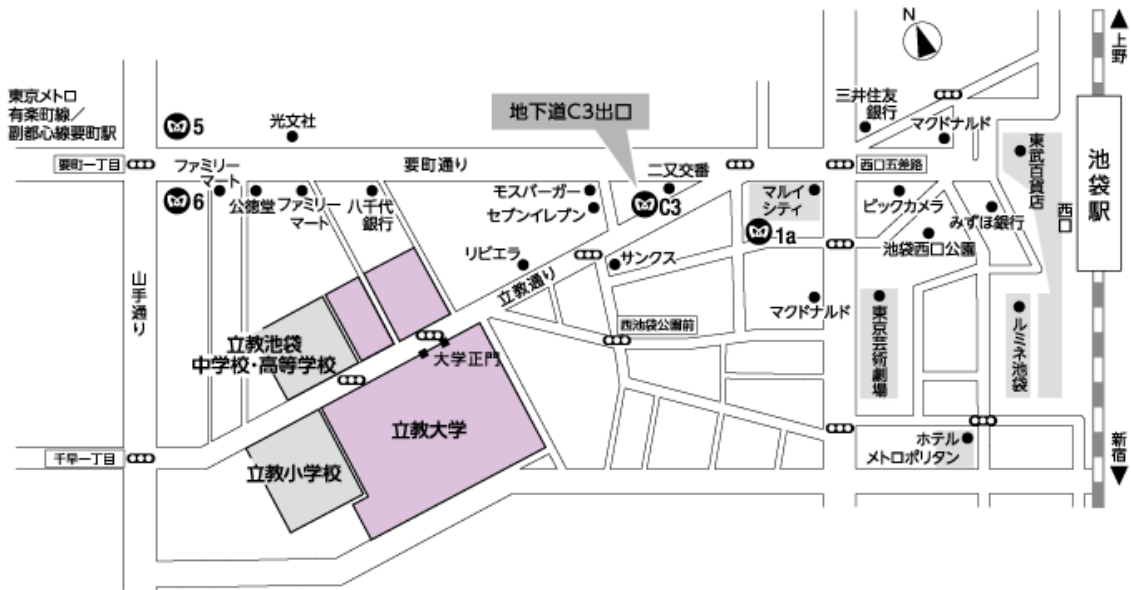 N
上野
東京メトロ
有楽町線／
副都心線要町駅
5
光文社
地下道C3出口
三井住友
銀行
マクドナルド
東武百貨店
池袋駅
西口
要町一丁目
ファミリー
マート
要町通り
二又交番
西口五差路
6
公徳堂
ファミリー
マート
八千代
銀行
モスバーガー
セブンイレブン
C3
マルイ
シティ
1a
ビックカメラ
みずほ銀行
池袋西口公園
リビエラ
サンクス
立教通り
山手通り
マクドナルド
東京芸術劇場
ルミネ池袋
西池袋公園前
立教池袋
中学校・高等学校
大学正門
立教大学
立教小学校
千早一丁目
ホテル
メトロポリタン
新宿